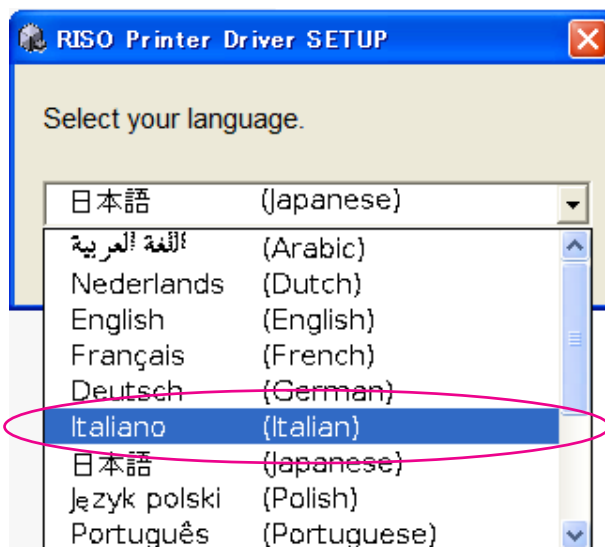 RISO Printer Driver SETUP
Select your language.
日本語 (Japanese)
اللغة العربية (Arabic)
Nederlands (Dutch)
English (English)
Français (French)
Deutsch (German)
Italiano (Italian)
日本語 (Japanese)
Język polski (Polish)
Português (Portuguese)